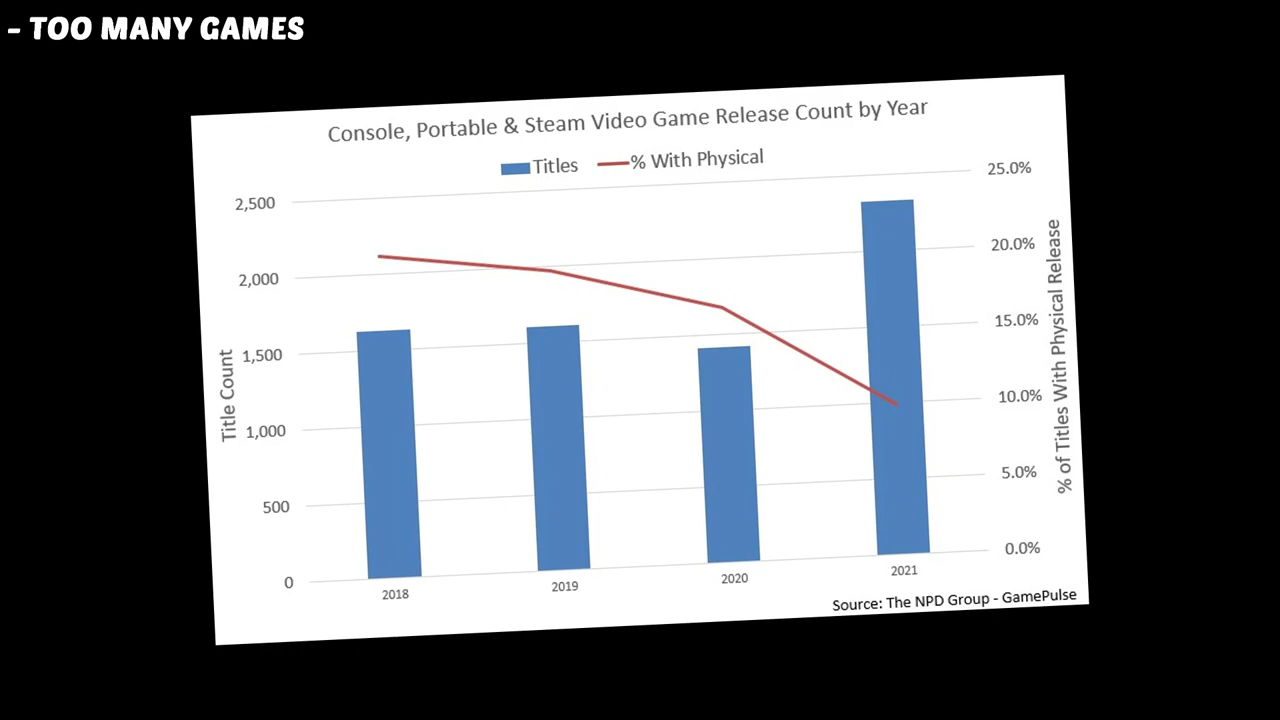 - TOO MANY GAMES
Console, Portable & Steam Video Game Release Count by Year
Titles % With Physical
2,500
2,000
1,500
1,000
500
0
Title Count
25.0%
20.0%
15.0%
10.0%
5.0%
0.0%
% of Titles With Physical Release
2018 2019 2020 2021
Source: The NPD Group - GamePulse